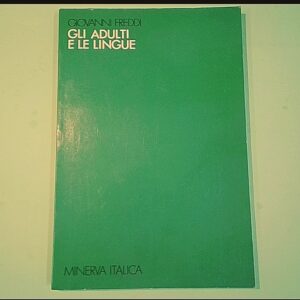 GIOVANNI FREDDI
GLI ADULTI
E LE LINGUE
MINERVA ITALICA